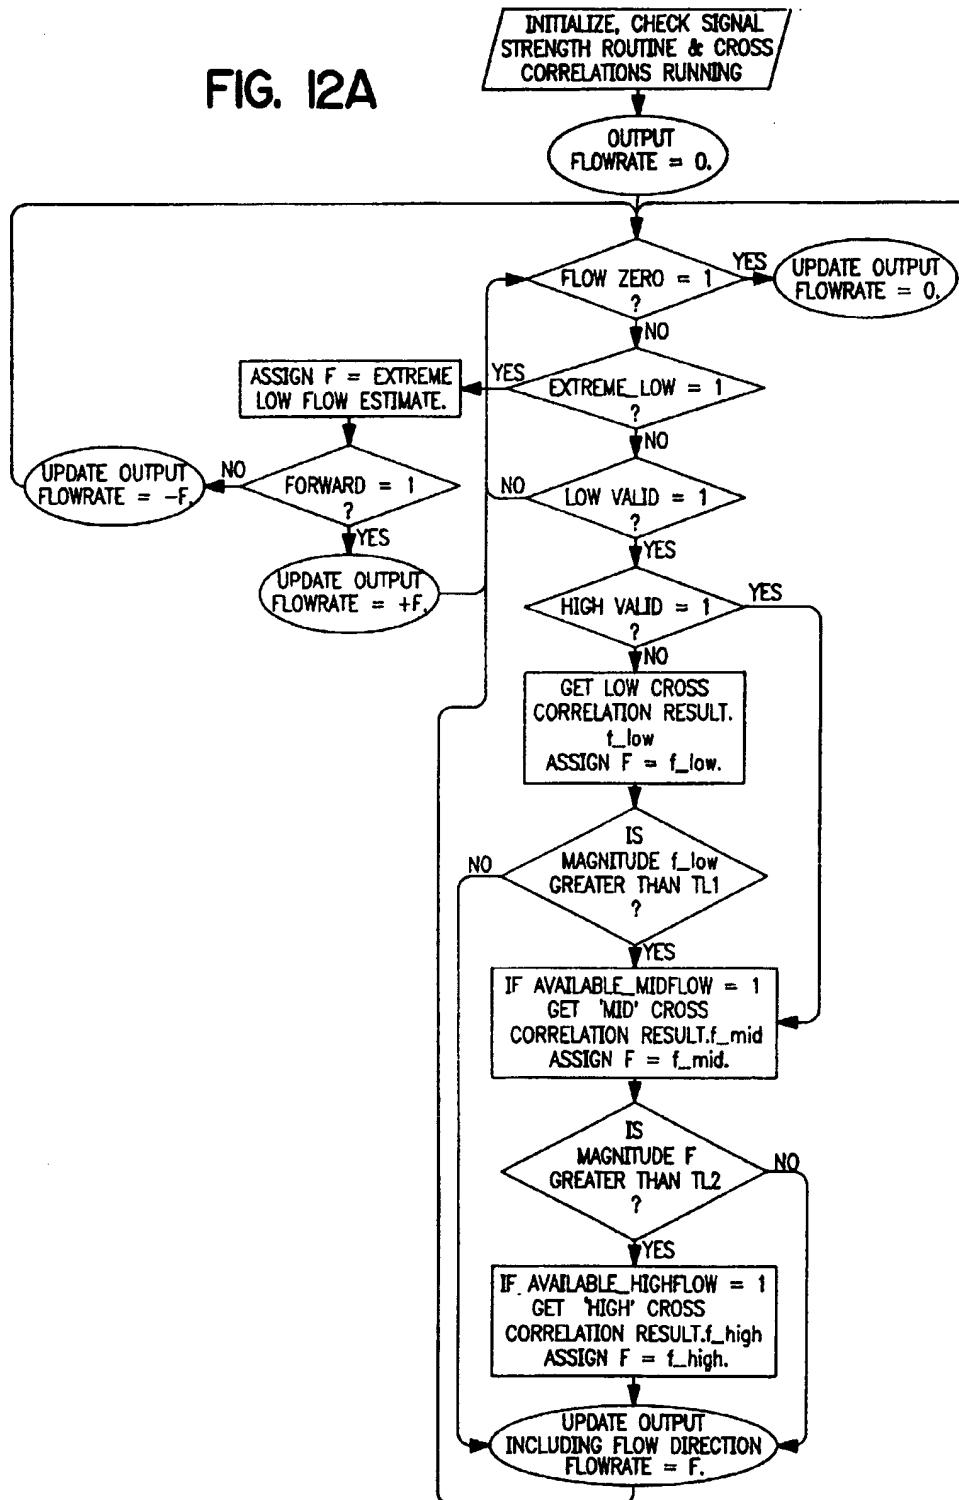 INITIALIZE, CHECK SIGNAL
STRENGTH ROUTINE & CROSS
CORRELATIONS RUNNING
FIG. 12A
OUTPUT
FLOWRATE = 0.
FLOW ZERO = 1
?
YES
UPDATE OUTPUT
FLOWRATE = 0.
NO
EXTREME_LOW = 1
?
YES
ASSIGN F = EXTREME
LOW FLOW ESTIMATE.
NO
FORWARD = 1
?
NO
UPDATE OUTPUT
FLOWRATE = -F.
YES
UPDATE OUTPUT
FLOWRATE = +F.
LOW VALID = 1
?
NO
YES
HIGH VALID = 1
?
YES
NO
GET LOW CROSS
CORRELATION RESULT.
f_low
ASSIGN F = f_low.
IS
MAGNITUDE f_low
GREATER THAN TL1
?
NO
YES
IF AVAILABLE_MIDFLOW = 1
GET 'MID' CROSS
CORRELATION RESULT.f_mid
ASSIGN F = f_mid.
IS
MAGNITUDE F
GREATER THAN TL2
?
NO
YES
IF AVAILABLE_HIGHFLOW = 1
GET 'HIGH' CROSS
CORRELATION RESULT.f_high
ASSIGN F = f_high.
UPDATE OUTPUT
INCLUDING FLOW DIRECTION
FLOWRATE = F.